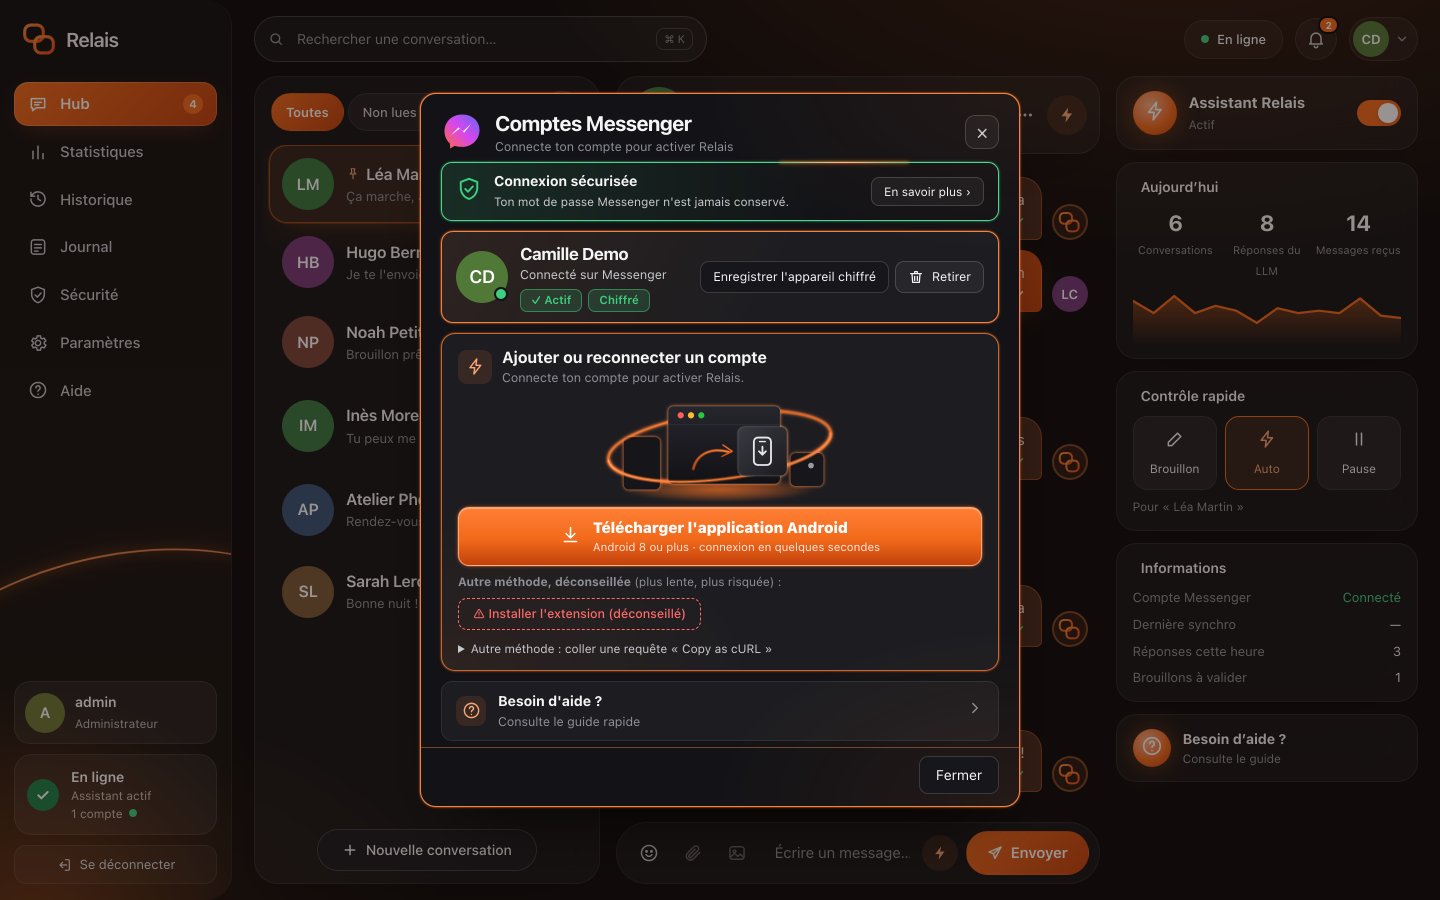 Relais
Rechercher une conversation...
⌘ K
En ligne
2
CD
Hub
4
Statistiques
Historique
Journal
Sécurité
Paramètres
Aide
admin
A
Administrateur
En ligne
Assistant actif
1 compte
Se déconnecter
Toutes
Non lues
LM
Léa Ma
Ça marche,
HB
Hugo Ber
Je te l'envoi
NP
Noah Peti
Brouillon pré
IM
Inès More
Tu peux me
AP
Atelier Ph
Rendez-vous
SL
Sarah Lero
Bonne nuit !
Nouvelle conversation
Comptes Messenger
Connecte ton compte pour activer Relais
Connexion sécurisée
Ton mot de passe Messenger n'est jamais conservé.
En savoir plus ›
CD
Camille Demo
Connecté sur Messenger
✓ Actif
Chiffré
Enregistrer l'appareil chiffré
Retirer
Ajouter ou reconnecter un compte
Connecte ton compte pour activer Relais.
Télécharger l'application Android
Android 8 ou plus · connexion en quelques secondes
Autre méthode, déconseillée (plus lente, plus risquée) :
⚠ Installer l'extension (déconseillé)
▶ Autre méthode : coller une requête « Copy as cURL »
Besoin d'aide ?
Consulte le guide rapide
Fermer
LC
Écrire un message...
Envoyer
Assistant Relais
Actif
Aujourd'hui
6
8
14
Conversations
Réponses du LLM
Messages reçus
Contrôle rapide
Brouillon
Auto
Pause
Pour « Léa Martin »
Informations
Compte Messenger
Connecté
Dernière synchro
—
Réponses cette heure
3
Brouillons à valider
1
Besoin d'aide ?
Consulte le guide